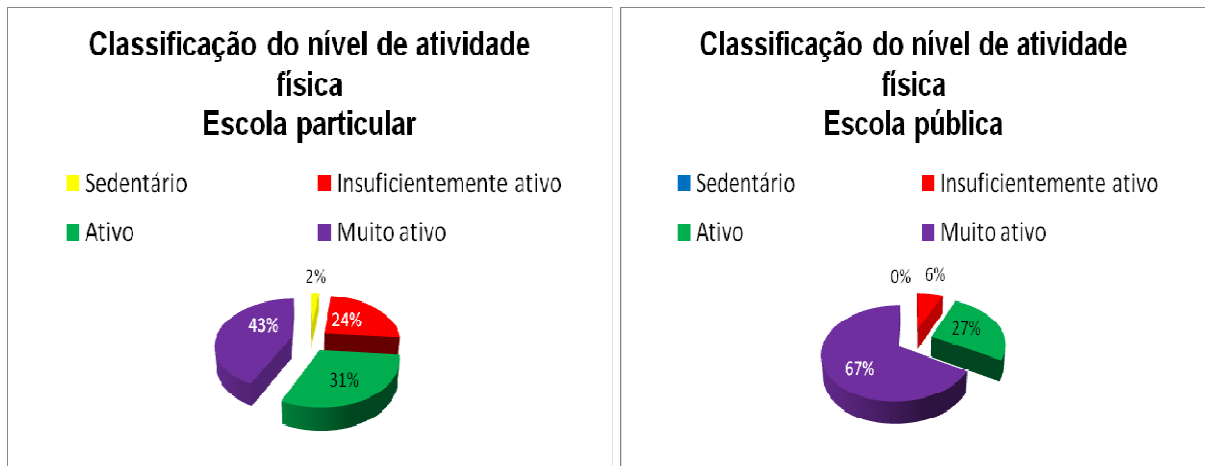 Classificação do nível de atividade
física
Escola particular
Sedentário
Insuficientemente ativo
Ativo
Muito ativo
2%
24%
31%
43%
Classificação do nível de atividade
física
Escola pública
Sedentário
Insuficientemente ativo
Ativo
Muito ativo
0%
6%
27%
67%